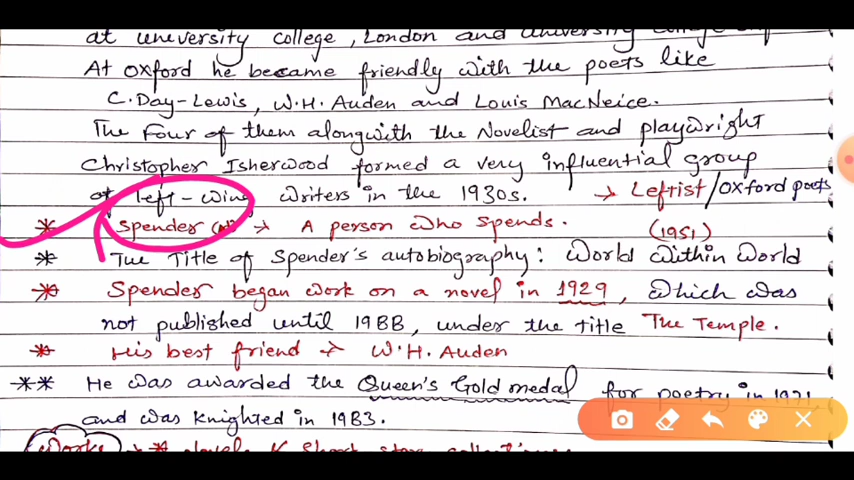 at university college, London and university college
At Oxford he became friendly with the poets like
C. Day-Lewis, W.H. Auden and Louis MacNeice.
The Four of them alongwith the Novelist and playwright
Christopher Isherwood formed a very influential group
of left-wing writers in the 1930s. → Leftist/Oxford poets
* Spender → A person who spends. (1951)
* The Title of Spender's autobiography: World within World
* Spender began work on a novel in 1929, which was
not published until 1988, under the title The Temple.
* His best friend → W.H. Auden
** He was awarded the Queen's Gold medal for poetry in 1971,
and was knighted in 1983.
Works → *